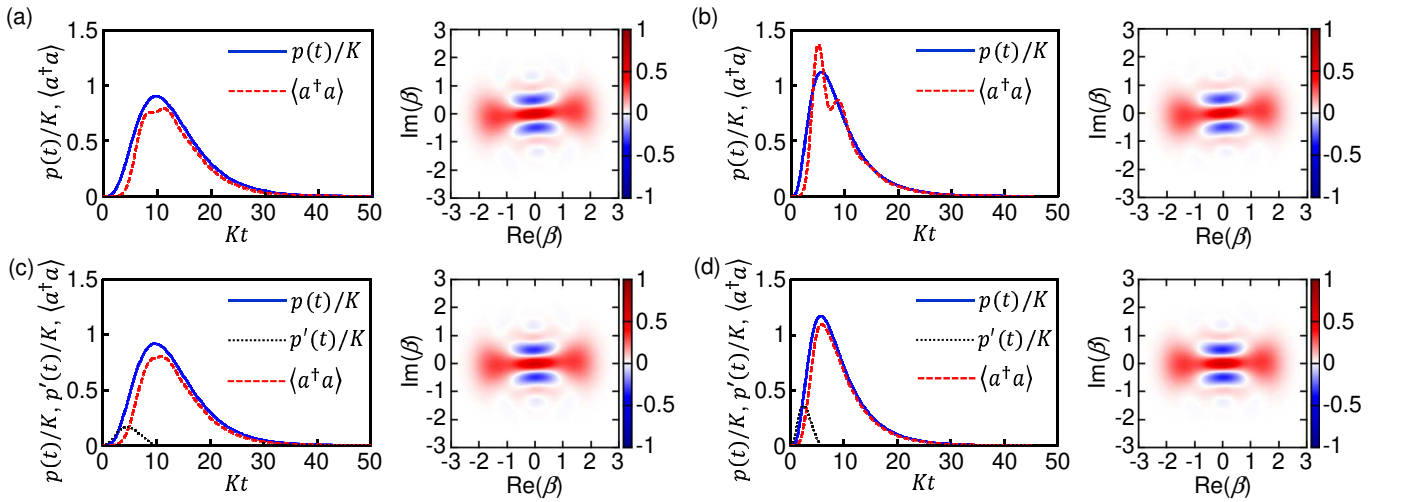 (a)
p(t)/K, ⟨a†a⟩
1.5
1
0.5
0
p(t)/K
⟨a†a⟩
0 10 20 30 40 50
Kt
Im(β)
3
2
1
0
-1
-2
-3
-3 -2 -1 0 1 2 3
Re(β)
1
0.5
0
-0.5
-1
(b)
p(t)/K, ⟨a†a⟩
1.5
1
0.5
0
p(t)/K
⟨a†a⟩
0 10 20 30 40 50
Kt
Im(β)
3
2
1
0
-1
-2
-3
-3 -2 -1 0 1 2 3
Re(β)
1
0.5
0
-0.5
-1
(c)
p(t)/K, p′(t)/K, ⟨a†a⟩
1.5
1
0.5
0
p(t)/K
p′(t)/K
⟨a†a⟩
0 10 20 30 40 50
Kt
Im(β)
3
2
1
0
-1
-2
-3
-3 -2 -1 0 1 2 3
Re(β)
1
0.5
0
-0.5
-1
(d)
p(t)/K, p′(t)/K, ⟨a†a⟩
1.5
1
0.5
0
p(t)/K
p′(t)/K
⟨a†a⟩
0 10 20 30 40 50
Kt
Im(β)
3
2
1
0
-1
-2
-3
-3 -2 -1 0 1 2 3
Re(β)
1
0.5
0
-0.5
-1